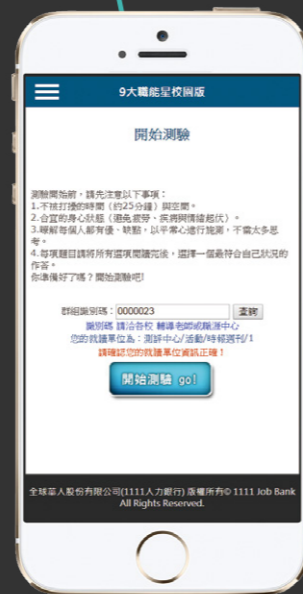 9大職能星校園版
開始測驗
測驗開始前，請先注意以下事項：
1.不被打擾的時間（約25分鐘）與空間。
2.合宜的身心狀態（避免疲勞、疾病與情緒起伏）。
3.瞭解每個人都有優、缺點，以平常心進行施測，不當太多思
考。
4.每項題目請將所有選項閱讀完後，選擇一個最符合自己狀況的
作答。
你準備好了嗎？開始測驗吧!
群組識別碼：0000023 查詢
識別碼 請洽各校 輔導老師或職涯中心
您的就讀單位為：測評中心/活動/時報週刊/1
請確認您的就讀單位資訊正確！
開始測驗 go!
全球華人股份有限公司(1111人力銀行) 版權所有© 1111 Job Bank
All Rights Reserved.